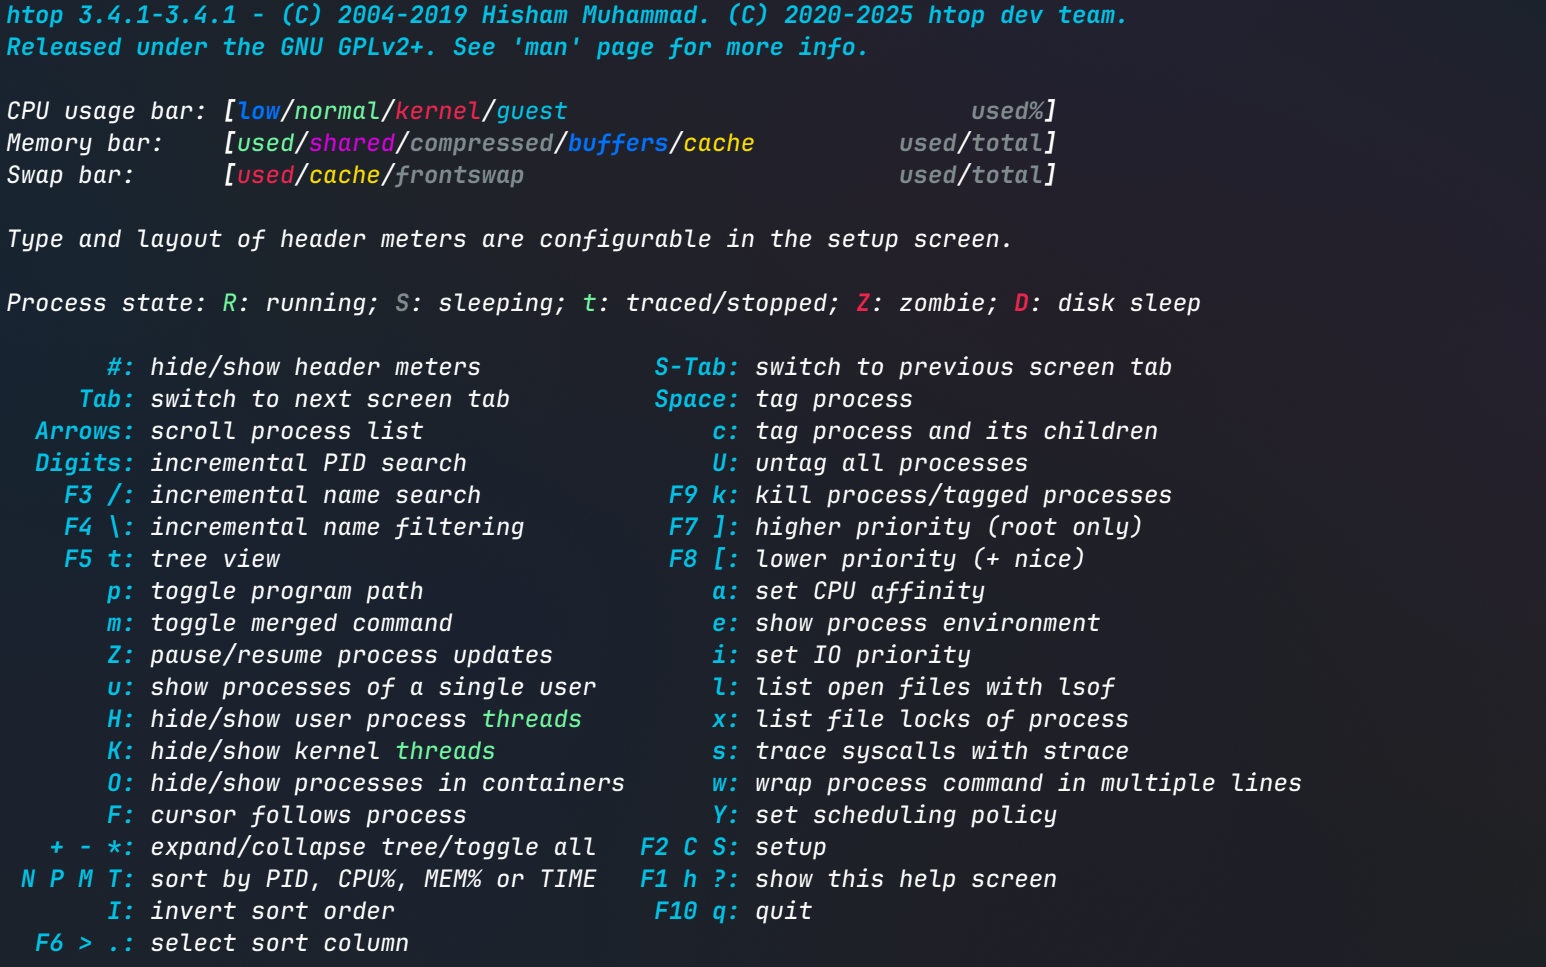 htop 3.4.1-3.4.1 - (C) 2004-2019 Hisham Muhammad. (C) 2020-2025 htop dev team.
Released under the GNU GPLv2+. See 'man' page for more info.
CPU usage bar: [low/normal/kernel/guest                            used%]
Memory bar:    [used/shared/compressed/buffers/cache          used/total]
Swap bar:      [used/cache/frontswap                          used/total]
Type and layout of header meters are configurable in the setup screen.
Process state: R: running; S: sleeping; t: traced/stopped; Z: zombie; D: disk sleep
       #: hide/show header meters            S-Tab: switch to previous screen tab
     Tab: switch to next screen tab          Space: tag process
  Arrows: scroll process list                    c: tag process and its children
  Digits: incremental PID search                 U: untag all processes
    F3 /: incremental name search             F9 k: kill process/tagged processes
    F4 \: incremental name filtering          F7 ]: higher priority (root only)
    F5 t: tree view                           F8 [: lower priority (+ nice)
       p: toggle program path                    a: set CPU affinity
       m: toggle merged command                  e: show process environment
       Z: pause/resume process updates           i: set IO priority
       u: show processes of a single user        l: list open files with lsof
       H: hide/show user process threads         x: list file locks of process
       K: hide/show kernel threads               s: trace syscalls with strace
       O: hide/show processes in containers      w: wrap process command in multiple lines
       F: cursor follows process                 Y: set scheduling policy
   + - *: expand/collapse tree/toggle all   F2 C S: setup
 N P M T: sort by PID, CPU%, MEM% or TIME   F1 h ?: show this help screen
       I: invert sort order                  F10 q: quit
  F6 > .: select sort column